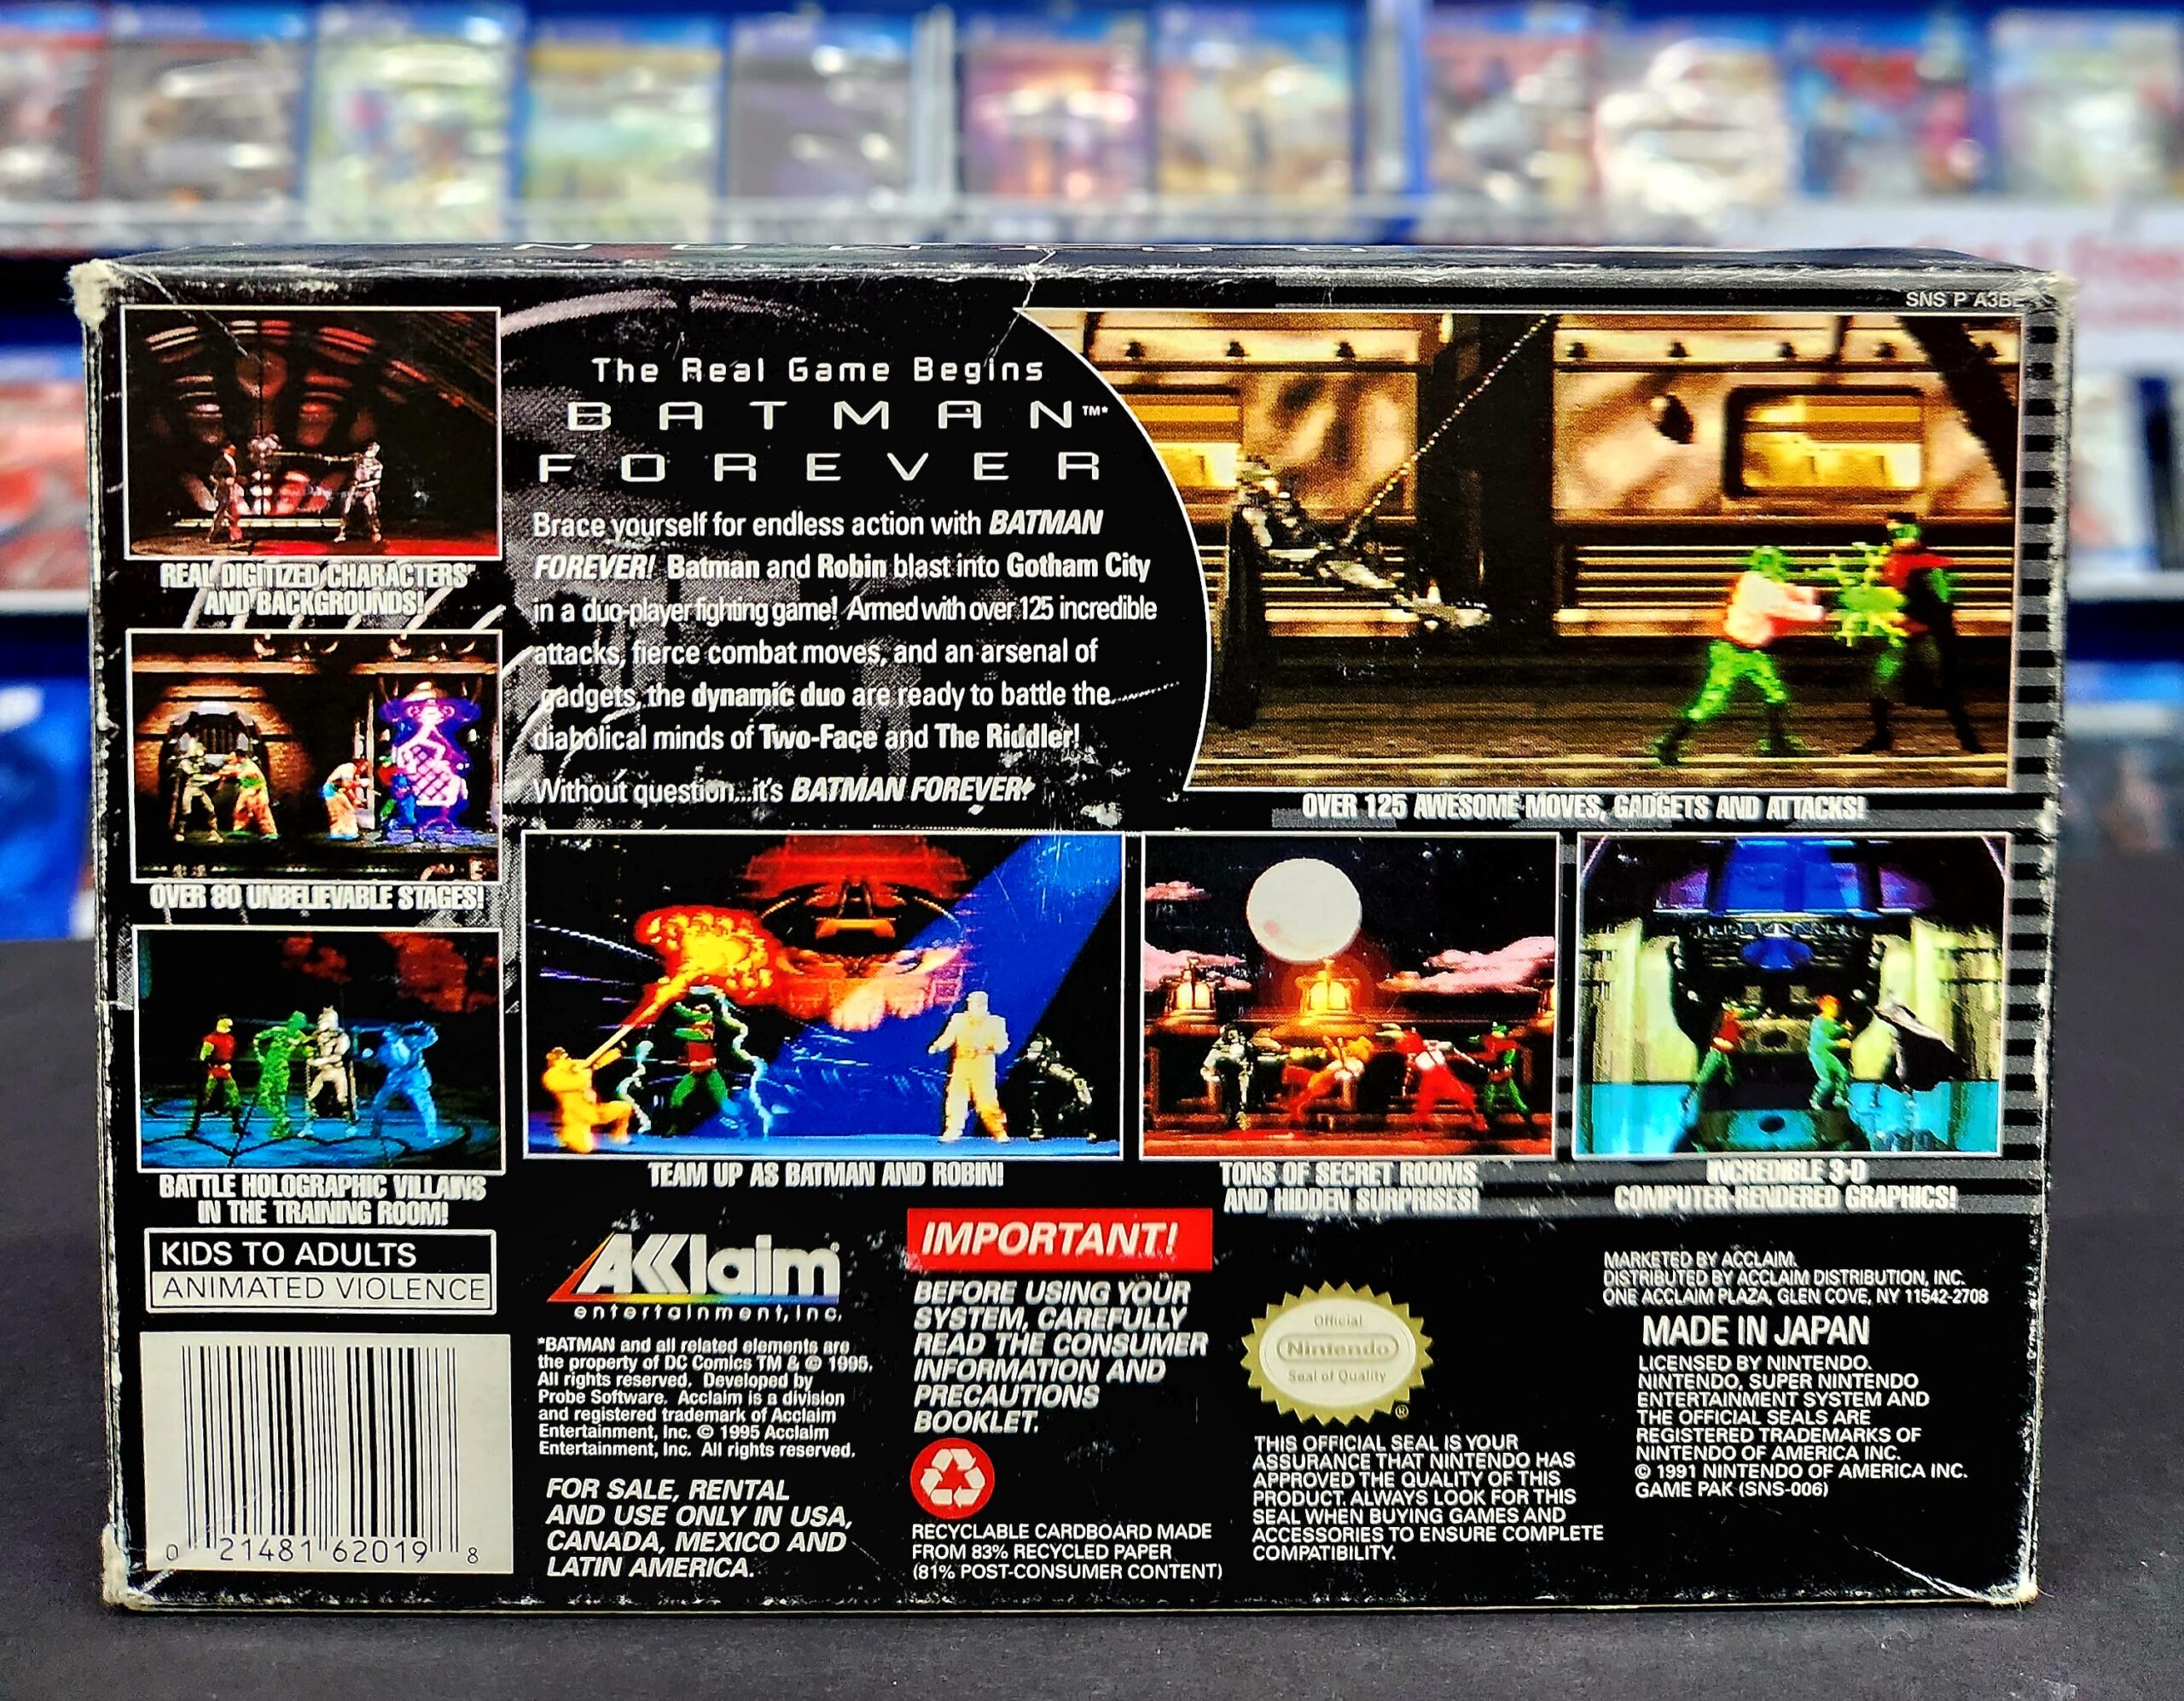 SNS P A3BE
The Real Game Begins
BATMAN™*
FOREVER
Brace yourself for endless action with BATMAN
FOREVER! Batman and Robin blast into Gotham City
in a duo-player fighting game! Armed with over 125 incredible
attacks, fierce combat moves, and an arsenal of
gadgets, the dynamic duo are ready to battle the
diabolical minds of Two-Face and The Riddler!
Without question...it's BATMAN FOREVER!
REAL DIGITIZED CHARACTERS
AND BACKGROUNDS!
OVER 80 UNBELIEVABLE STAGES!
BATTLE HOLOGRAPHIC VILLAINS
IN THE TRAINING ROOM!
OVER 125 AWESOME MOVES, GADGETS AND ATTACKS!
TEAM UP AS BATMAN AND ROBIN!
TONS OF SECRET ROOMS
AND HIDDEN SURPRISES!
INCREDIBLE 3-D
COMPUTER-RENDERED GRAPHICS!
KIDS TO ADULTS
ANIMATED VIOLENCE
0 21481 62019 8
AKKlaim®
entertainment, inc.
*BATMAN and all related elements are
the property of DC Comics TM & © 1995.
All rights reserved. Developed by
Probe Software. Acclaim is a division
and registered trademark of Acclaim
Entertainment, Inc. © 1995 Acclaim
Entertainment, Inc. All rights reserved.
FOR SALE, RENTAL
AND USE ONLY IN USA,
CANADA, MEXICO AND
LATIN AMERICA.
IMPORTANT!
BEFORE USING YOUR
SYSTEM, CAREFULLY
READ THE CONSUMER
INFORMATION AND
PRECAUTIONS
BOOKLET.
RECYCLABLE CARDBOARD MADE
FROM 83% RECYCLED PAPER
(81% POST-CONSUMER CONTENT)
Official
Nintendo
Seal of Quality
®
THIS OFFICIAL SEAL IS YOUR
ASSURANCE THAT NINTENDO HAS
APPROVED THE QUALITY OF THIS
PRODUCT. ALWAYS LOOK FOR THIS
SEAL WHEN BUYING GAMES AND
ACCESSORIES TO ENSURE COMPLETE
COMPATIBILITY.
MARKETED BY ACCLAIM.
DISTRIBUTED BY ACCLAIM DISTRIBUTION, INC.
ONE ACCLAIM PLAZA, GLEN COVE, NY 11542-2708
MADE IN JAPAN
LICENSED BY NINTENDO.
NINTENDO, SUPER NINTENDO
ENTERTAINMENT SYSTEM AND
THE OFFICIAL SEALS ARE
REGISTERED TRADEMARKS OF
NINTENDO OF AMERICA INC.
© 1991 NINTENDO OF AMERICA INC.
GAME PAK (SNS-006)